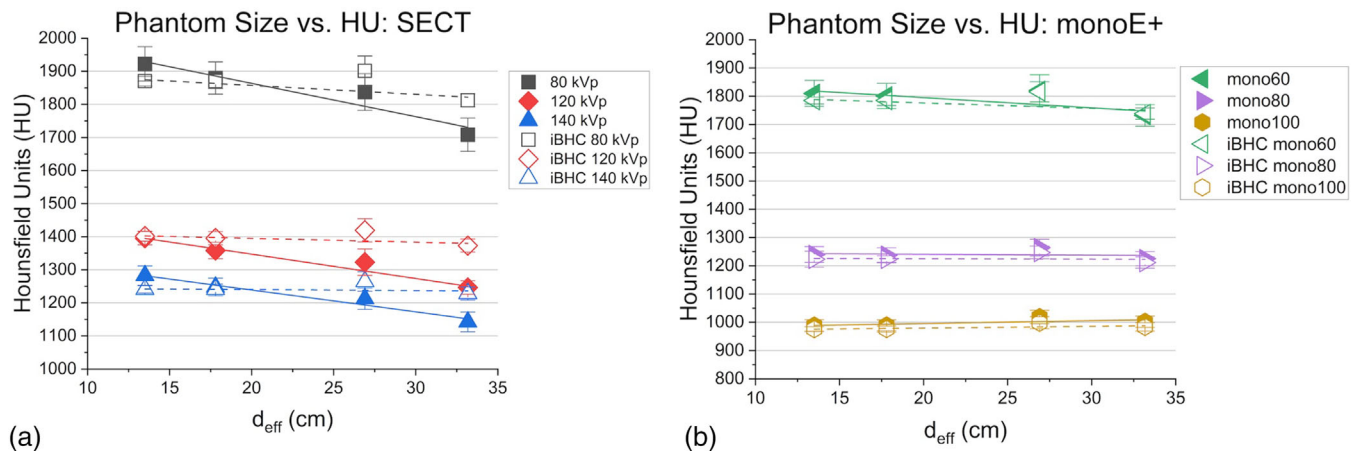 Phantom Size vs. HU: SECT
Hounsfield Units (HU)
2000
1900
1800
1700
1600
1500
1400
1300
1200
1100
1000
10
15
20
25
30
35
d_eff (cm)
80 kVp
120 kVp
140 kVp
iBHC 80 kVp
iBHC 120 kVp
iBHC 140 kVp
(a)
Phantom Size vs. HU: monoE+
Hounsfield Units (HU)
2000
1900
1800
1700
1600
1500
1400
1300
1200
1100
1000
900
800
10
15
20
25
30
35
d_eff (cm)
mono60
mono80
mono100
iBHC mono60
iBHC mono80
iBHC mono100
(b)